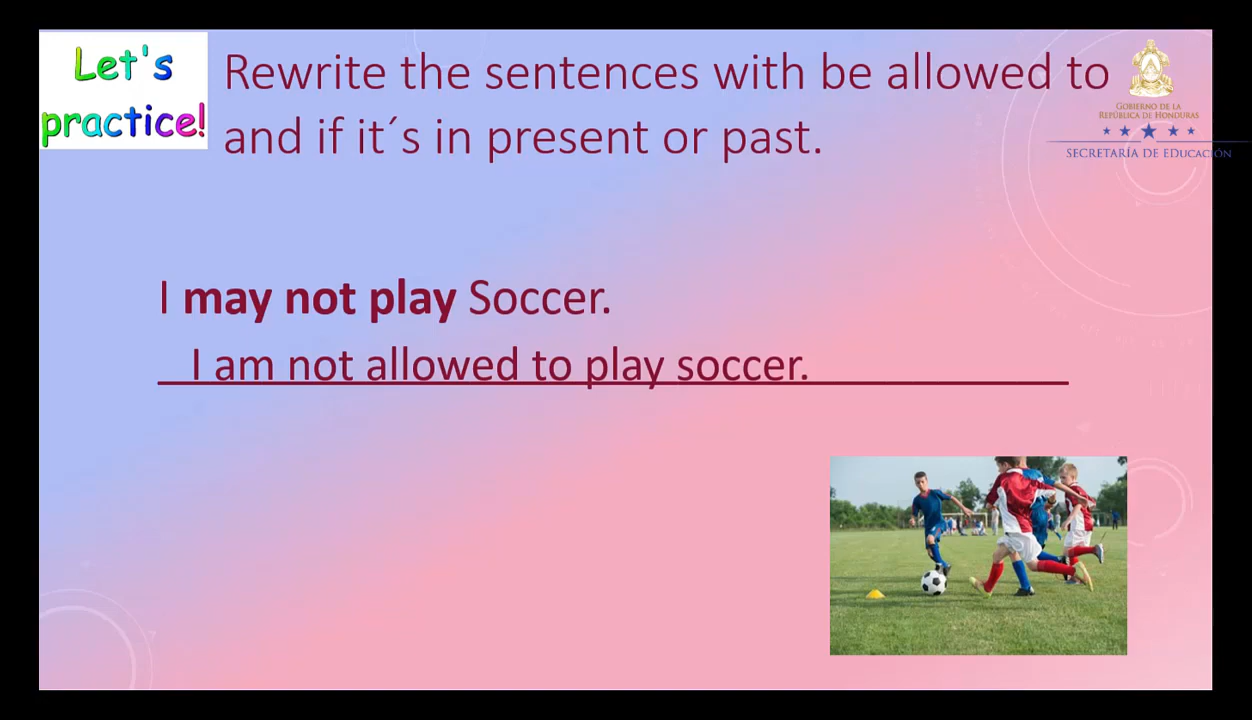 Let's
practice!
Rewrite the sentences with be allowed to
and if it´s in present or past.
GOBIERNO DE LA
REPÚBLICA DE HONDURAS
SECRETARÍA DE EDUCACIÓN
I may not play Soccer.
I am not allowed to play soccer.